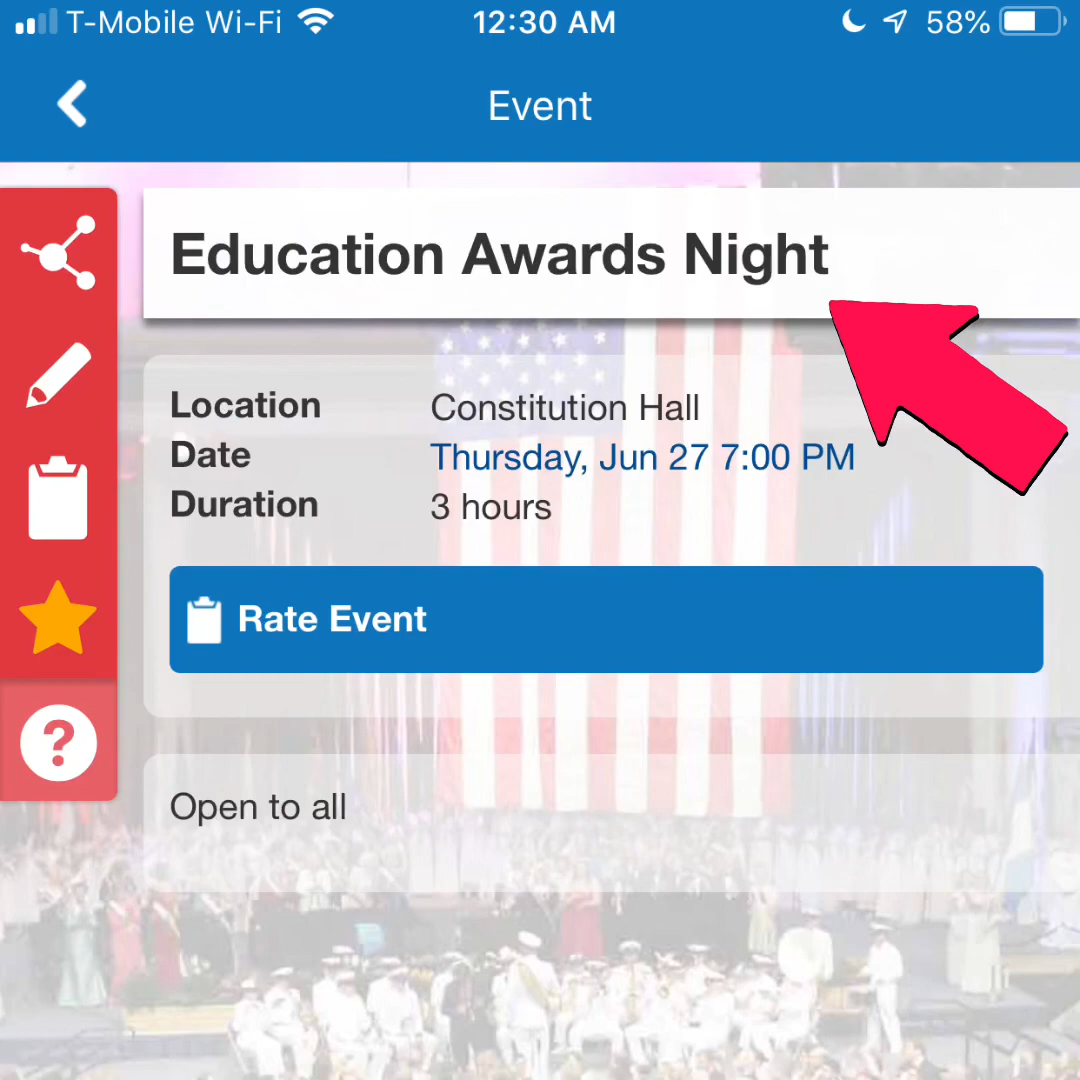 T-Mobile Wi-Fi 12:30 AM 58%
Event
Education Awards Night
Location Constitution Hall
Date Thursday, Jun 27 7:00 PM
Duration 3 hours
Rate Event
Open to all
?